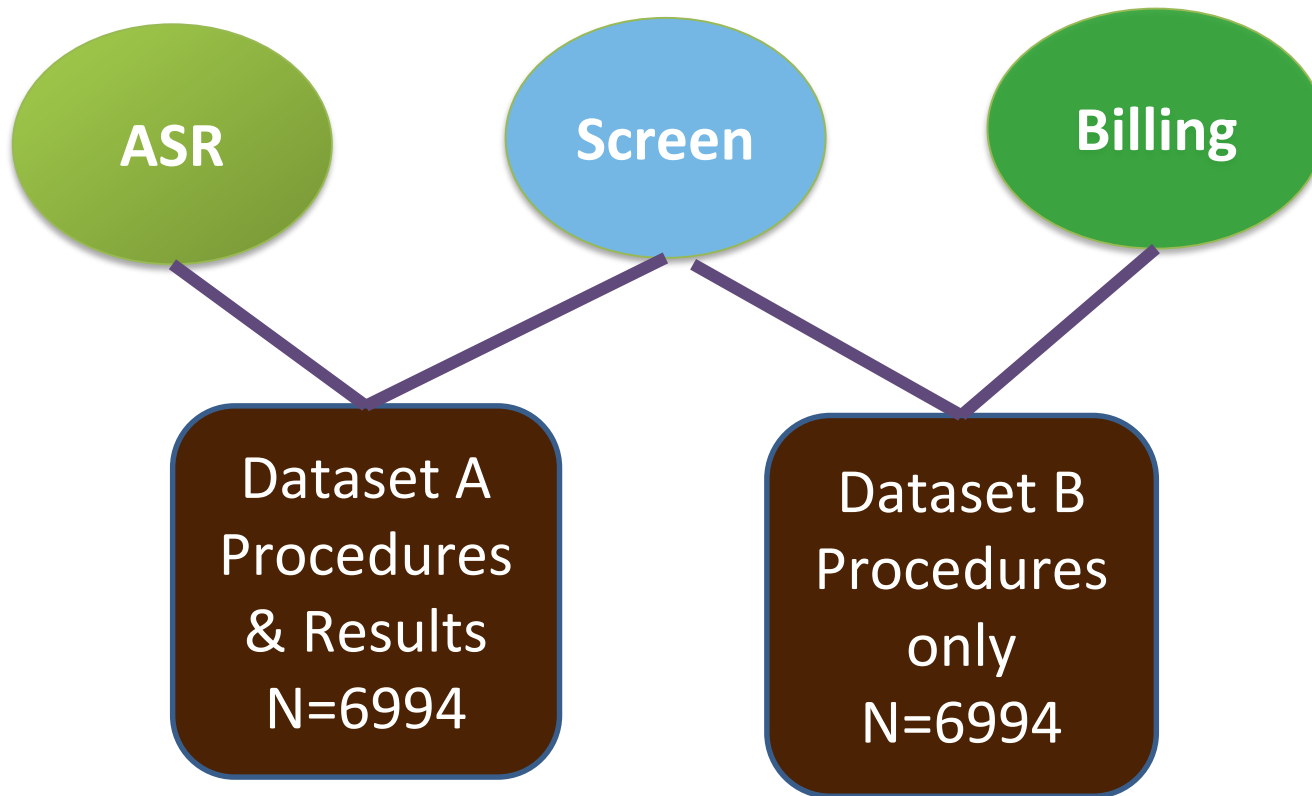 ASR
Screen
Billing
Dataset A
Procedures
& Results
N=6994
Dataset B
Procedures
only
N=6994